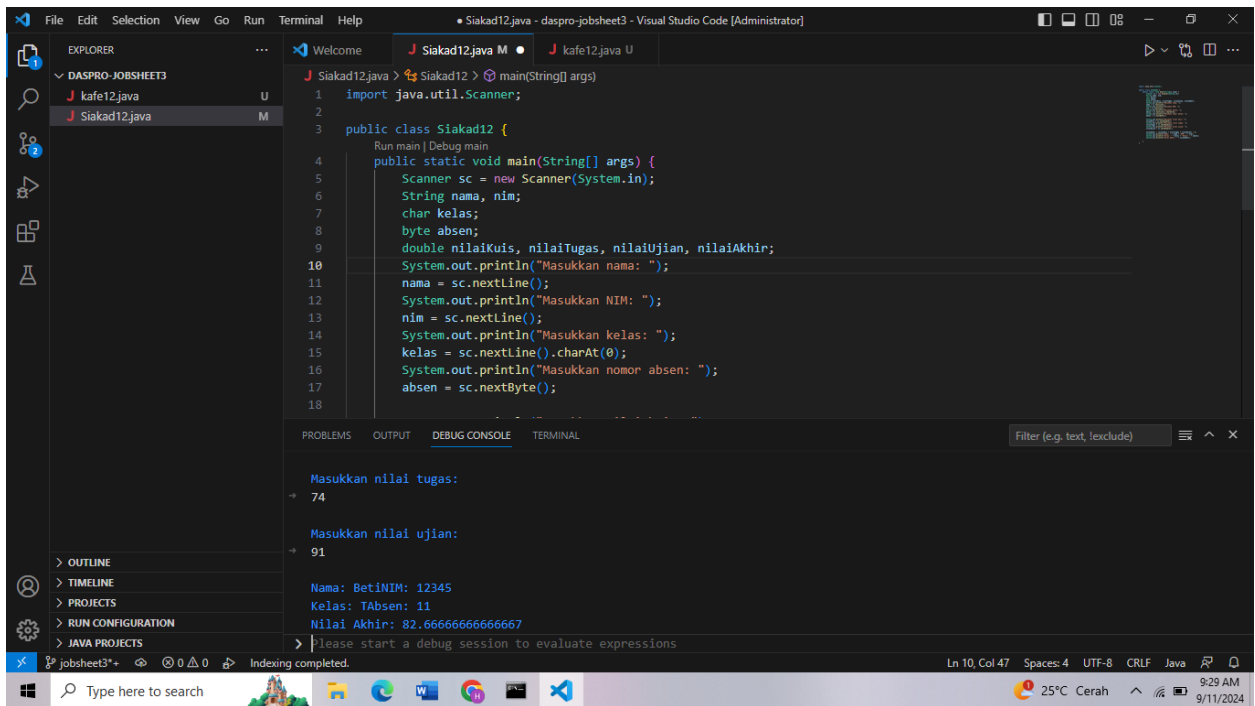 File Edit Selection View Go Run Terminal Help ● Siakad12.java - daspro-jobsheet3 - Visual Studio Code [Administrator]
EXPLORER ···
Welcome J Siakad12.java M ● J kafe12.java U
DASPRO-JOBSHEET3
J kafe12.java U
J Siakad12.java M
J Siakad12.java > Siakad12 > main(String[] args)
1 import java.util.Scanner;
2
3 public class Siakad12 {
Run main | Debug main
4 public static void main(String[] args) {
5 Scanner sc = new Scanner(System.in);
6 String nama, nim;
7 char kelas;
8 byte absen;
9 double nilaiKuis, nilaiTugas, nilaiUjian, nilaiAkhir;
10 System.out.println("Masukkan nama: ");
11 nama = sc.nextLine();
12 System.out.println("Masukkan NIM: ");
13 nim = sc.nextLine();
14 System.out.println("Masukkan kelas: ");
15 kelas = sc.nextLine().charAt(0);
16 System.out.println("Masukkan nomor absen: ");
17 absen = sc.nextByte();
18
PROBLEMS OUTPUT DEBUG CONSOLE TERMINAL Filter (e.g. text, !exclude)
Masukkan nilai tugas:
74
Masukkan nilai ujian:
91
Nama: BetiNIM: 12345
Kelas: TAbsen: 11
Nilai Akhir: 82.66666666666667
Please start a debug session to evaluate expressions
> OUTLINE
> TIMELINE
> PROJECTS
> RUN CONFIGURATION
> JAVA PROJECTS
1
2
jobsheet3*+ 0 0 Indexing completed. Ln 10, Col 47 Spaces: 4 UTF-8 CRLF Java
Type here to search 25°C Cerah 9:29 AM
9/11/2024